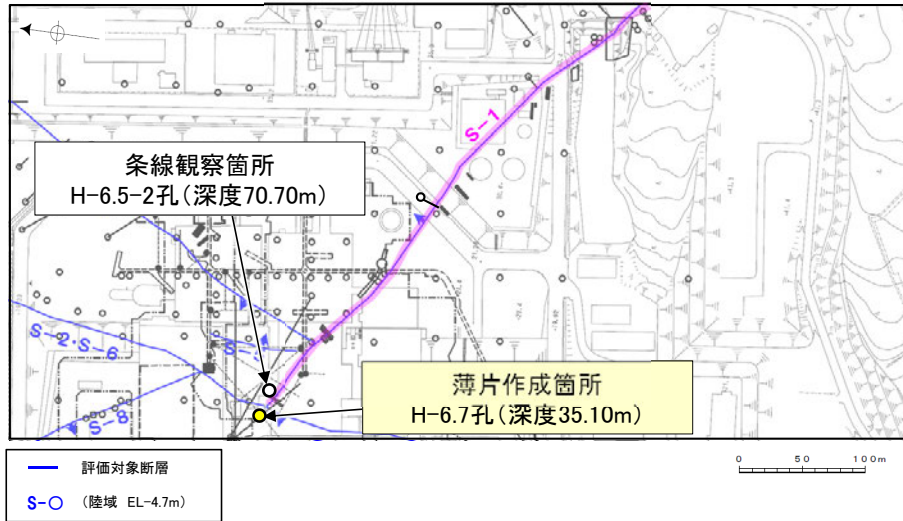 S-1
条線観察箇所
H-6.5-2孔(深度70.70m)
S-2・S-6
S-8
薄片作成箇所
H-6.7孔(深度35.10m)
評価対象断層
S-○ (陸域 EL-4.7m)
0 50 100m